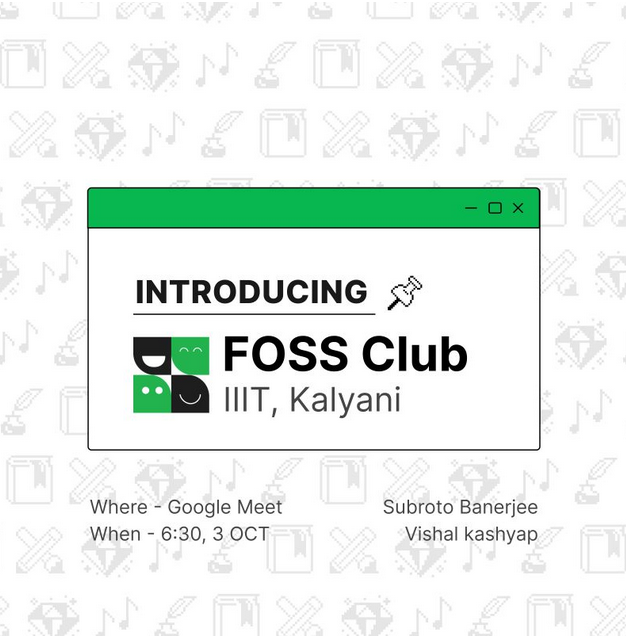 INTRODUCING
FOSS Club
IIIT, Kalyani
Where - Google Meet
When - 6:30, 3 OCT
Subroto Banerjee
Vishal kashyap